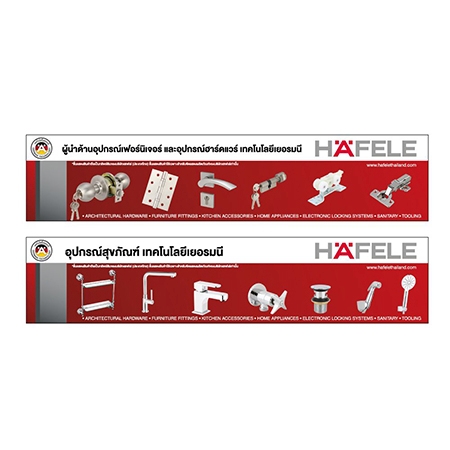 ผู้นำด้านอุปกรณ์เฟอร์นิเจอร์ และอุปกรณ์ฮาร์ดแวร์ เทคโนโลยีเยอรมนี
HÄFELE
www.hafelethailand.com
• ARCHITECTURAL HARDWARE • FURNITURE FITTINGS • KITCHEN ACCESSORIES • HOME APPLIANCES • ELECTRONIC LOCKING SYSTEMS • SANITARY • TOOLING
อุปกรณ์สุขภัณฑ์ เทคโนโลยีเยอรมนี
HÄFELE
www.hafelethailand.com
• ARCHITECTURAL HARDWARE • FURNITURE FITTINGS • KITCHEN ACCESSORIES • HOME APPLIANCES • ELECTRONIC LOCKING SYSTEMS • SANITARY • TOOLING